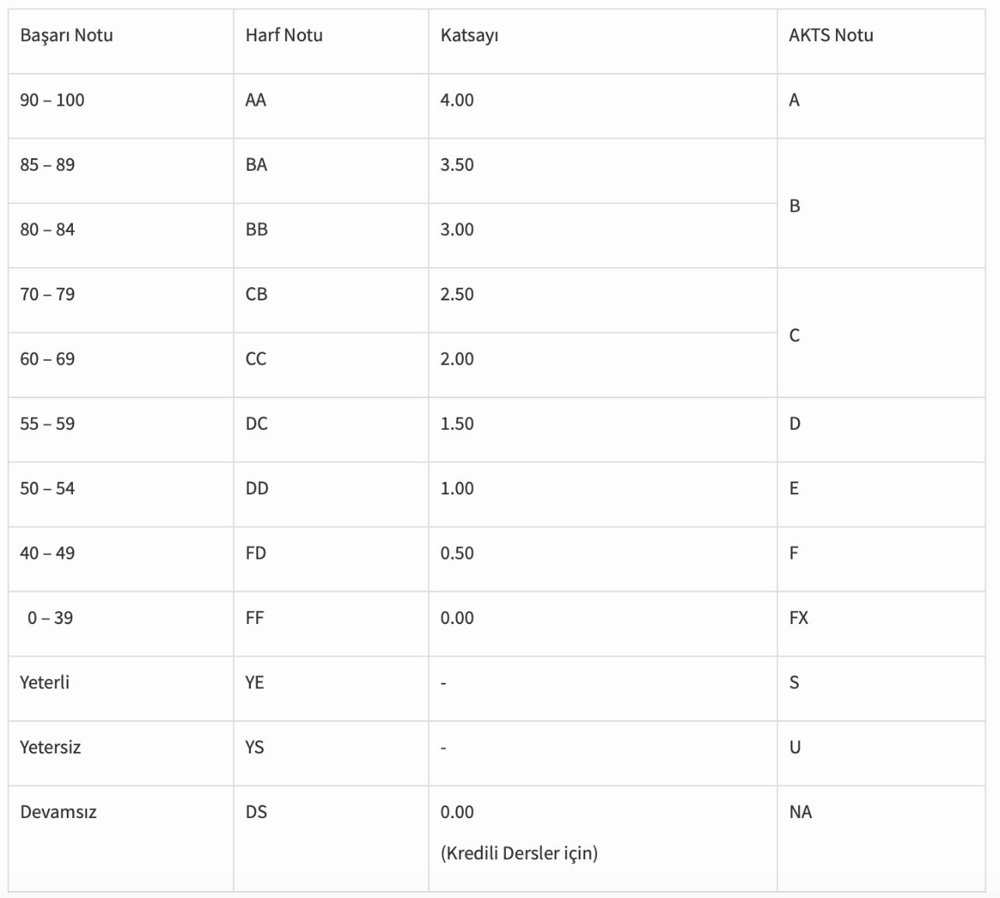 Başarı Notu Harf Notu Katsayı AKTS Notu
90 – 100 AA 4.00 A
85 – 89 BA 3.50
B
80 – 84 BB 3.00
70 – 79 CB 2.50
C
60 – 69 CC 2.00
55 – 59 DC 1.50 D
50 – 54 DD 1.00 E
40 – 49 FD 0.50 F
0 – 39 FF 0.00 FX
Yeterli YE - S
Yetersiz YS - U
Devamsız DS 0.00 NA
(Kredili Dersler için)